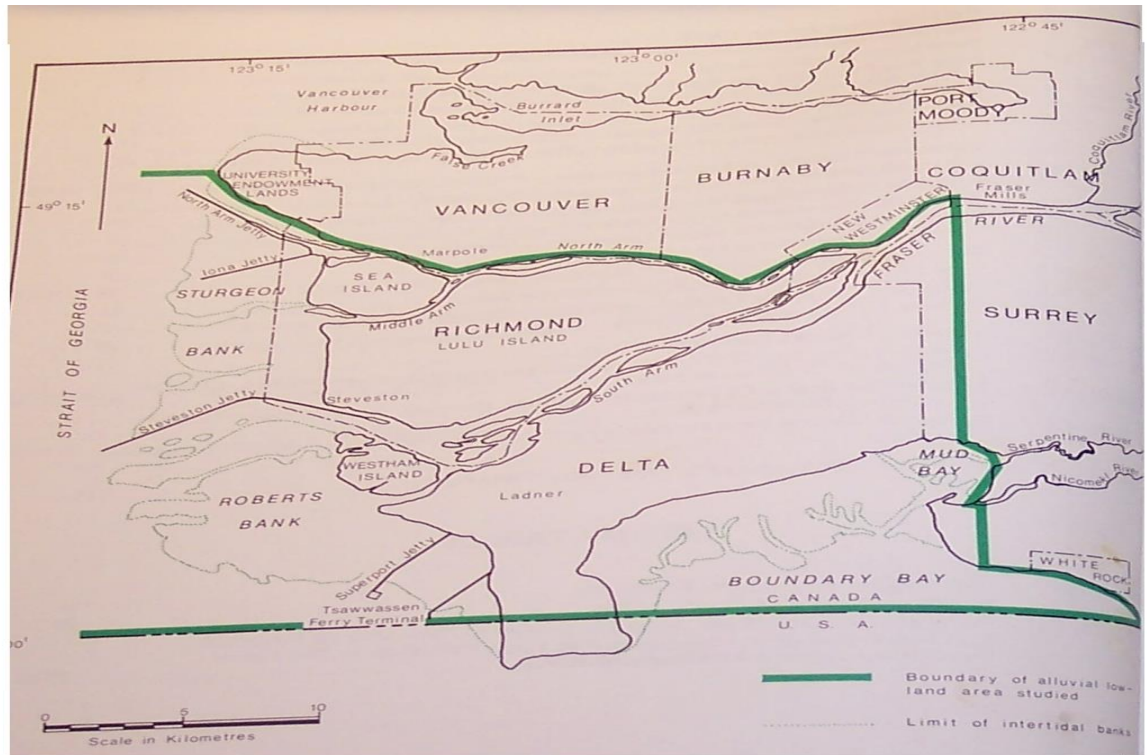 123° 15'
123° 00'
122° 45'
Vancouver
Harbour
Burrard
Inlet
PORT
MOODY
Coquitlam River
N
False Creek
UNIVERSITY
ENDOWMENT
LANDS
BURNABY
COQUITLAM
Fraser
Mills
49° 15'
North Arm Jetty
VANCOUVER
NEW
WESTMINSTER
RIVER
FRASER
Marpole
North Arm
Iona Jetty
SEA
ISLAND
STURGEON
BANK
Middle Arm
RICHMOND
LULU ISLAND
SURREY
STRAIT OF GEORGIA
Steveston Jetty
Steveston
South Arm
WESTHAM
ISLAND
DELTA
Ladner
MUD
BAY
Serpentine River
Nicomekl River
ROBERTS
BANK
Superport Jetty
BOUNDARY BAY
WHITE
ROCK
Tsawwassen
Ferry Terminal
CANADA
U. S. A.
00'
Boundary of alluvial low-
land area studied
Limit of intertidal banks
0 5 10
Scale in Kilometres